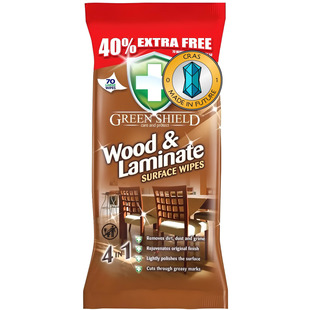 40% EXTRA FREE
70
CRAS
MADE IN FUTURE
GREEN SHIELD
care and protect
Wood &
Laminate
SURFACE WIPES
Removes dirt, dust and grime
Rejuvenates original finish
Lightly polishes the surface
Cuts through greasy marks
4 IN 1